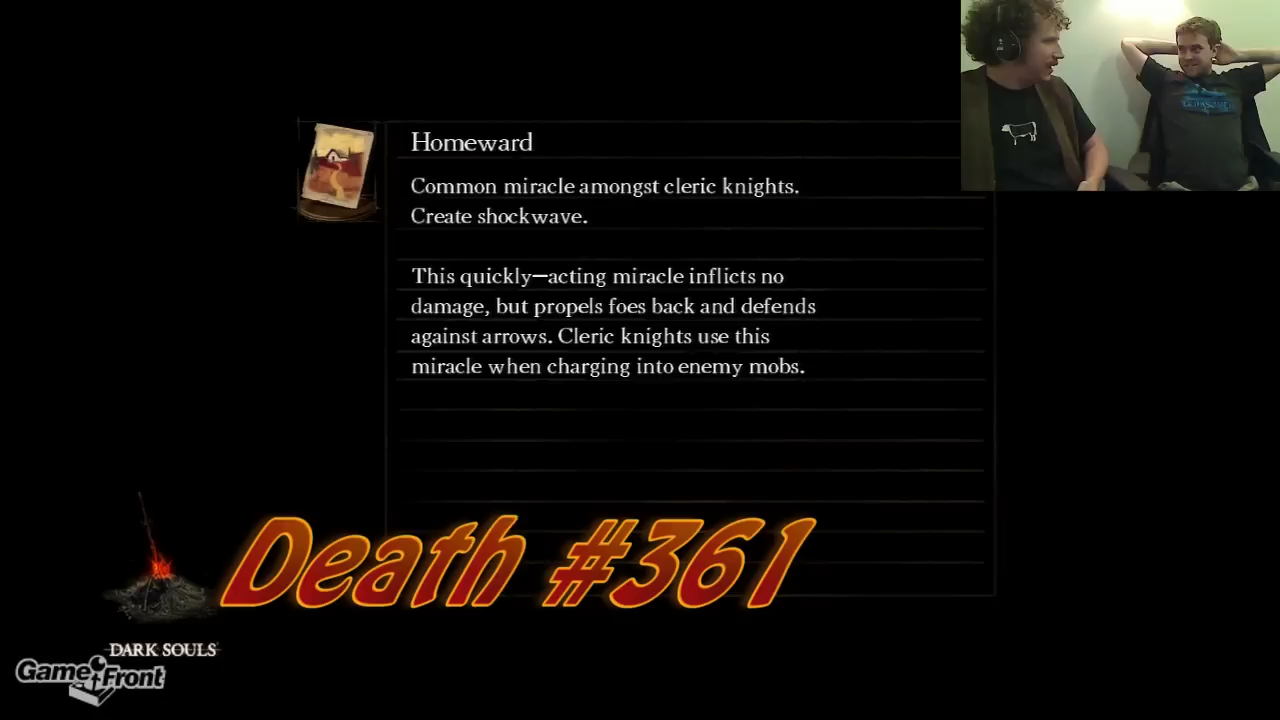 Homeward
Common miracle amongst cleric knights.
Create shockwave.
This quickly—acting miracle inflicts no
damage, but propels foes back and defends
against arrows. Cleric knights use this
miracle when charging into enemy mobs.
Death #361
DARK SOULS
GameFront